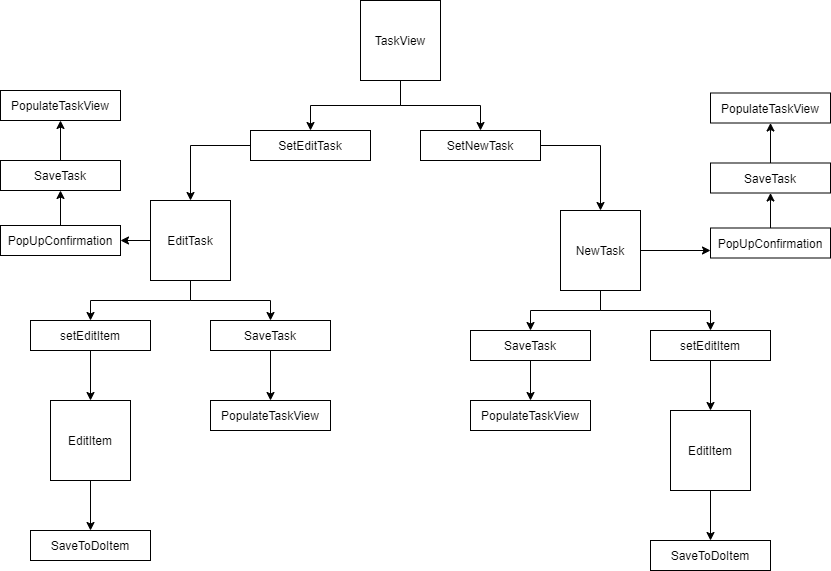 TaskView
PopulateTaskView
PopulateTaskView
SetEditTask
SetNewTask
SaveTask
SaveTask
PopUpConfirmation
EditTask
NewTask
PopUpConfirmation
setEditItem
SaveTask
SaveTask
setEditItem
PopulateTaskView
PopulateTaskView
EditItem
EditItem
SaveToDoItem
SaveToDoItem